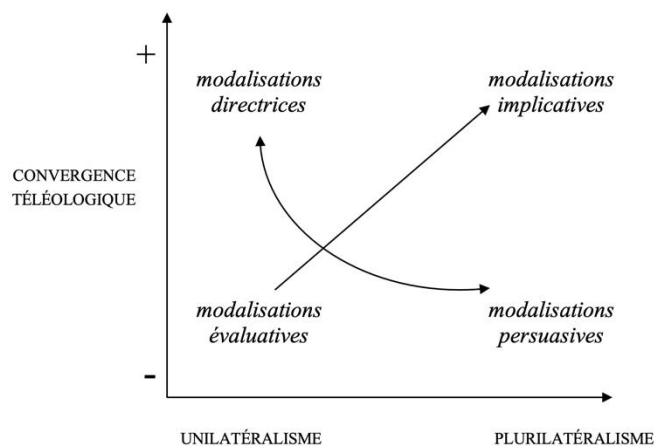 +
modalisations
directrices
modalisations
implicatives
CONVERGENCE
TÉLÉOLOGIQUE
modalisations
évaluatives
modalisations
persuasives
-
UNILATÉRALISME
PLURILATÉRALISME